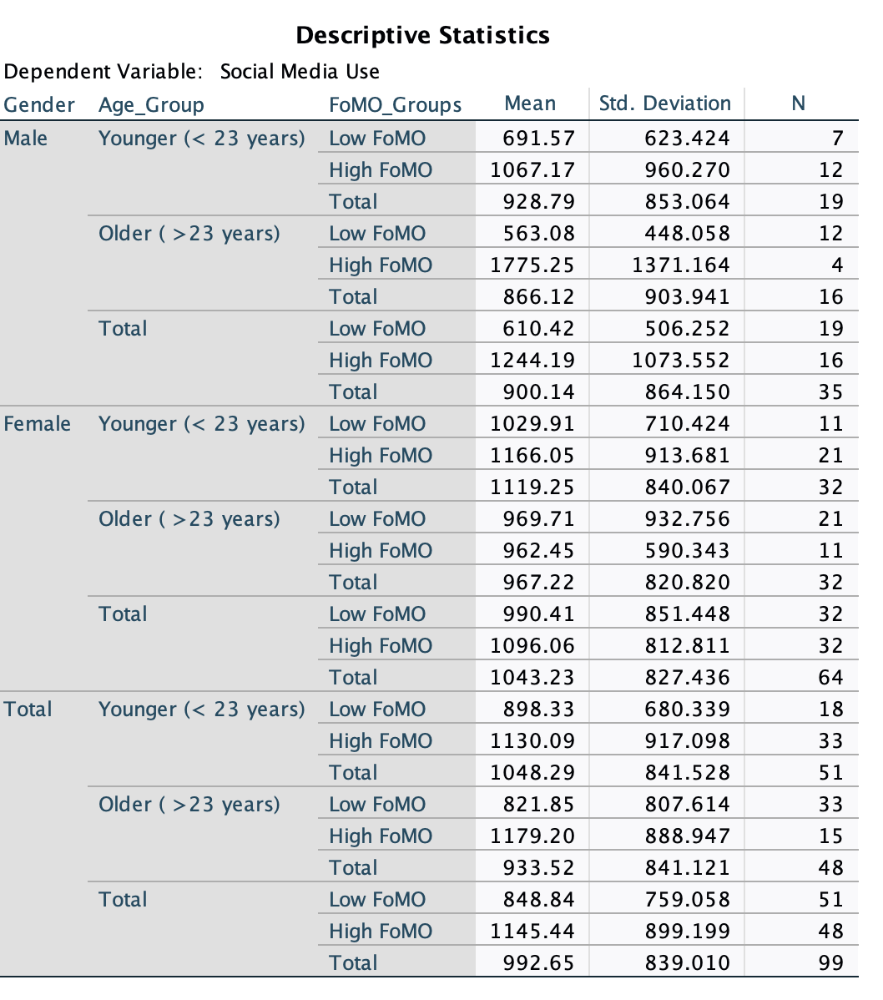 Descriptive Statistics
Dependent Variable: Social Media Use
Gender Age_Group FoMO_Groups Mean Std. Deviation N
Male Younger (< 23 years) Low FoMO 691.57 623.424 7
High FoMO 1067.17 960.270 12
Total 928.79 853.064 19
Older ( >23 years) Low FoMO 563.08 448.058 12
High FoMO 1775.25 1371.164 4
Total 866.12 903.941 16
Total Low FoMO 610.42 506.252 19
High FoMO 1244.19 1073.552 16
Total 900.14 864.150 35
Female Younger (< 23 years) Low FoMO 1029.91 710.424 11
High FoMO 1166.05 913.681 21
Total 1119.25 840.067 32
Older ( >23 years) Low FoMO 969.71 932.756 21
High FoMO 962.45 590.343 11
Total 967.22 820.820 32
Total Low FoMO 990.41 851.448 32
High FoMO 1096.06 812.811 32
Total 1043.23 827.436 64
Total Younger (< 23 years) Low FoMO 898.33 680.339 18
High FoMO 1130.09 917.098 33
Total 1048.29 841.528 51
Older ( >23 years) Low FoMO 821.85 807.614 33
High FoMO 1179.20 888.947 15
Total 933.52 841.121 48
Total Low FoMO 848.84 759.058 51
High FoMO 1145.44 899.199 48
Total 992.65 839.010 99